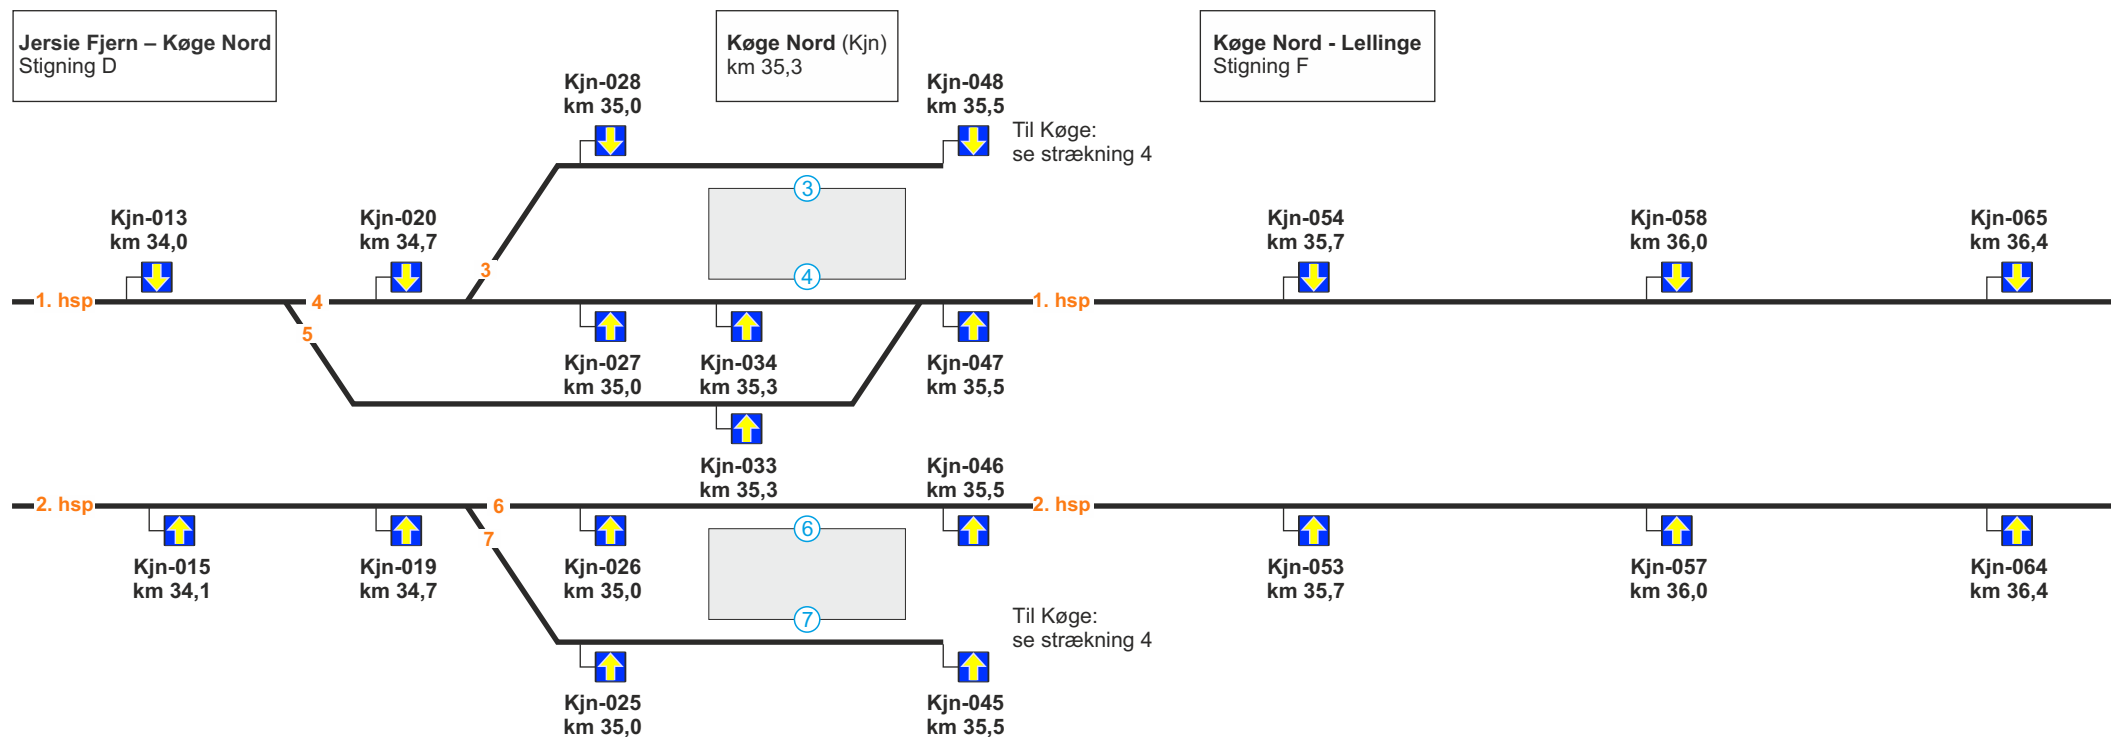 Jersie Fjern – Køge Nord
Stigning D
Køge Nord (Kjn)
km 35,3
Køge Nord - Lellinge
Stigning F
Kjn-028
km 35,0
Kjn-048
km 35,5
Til Køge:
se strækning 4
3
Kjn-013
km 34,0
Kjn-020
km 34,7
3
4
Kjn-054
km 35,7
Kjn-058
km 36,0
Kjn-065
km 36,4
1. hsp
4
1. hsp
5
Kjn-027
km 35,0
Kjn-034
km 35,3
Kjn-047
km 35,5
Kjn-033
km 35,3
Kjn-046
km 35,5
2. hsp
6
2. hsp
7
6
Kjn-015
km 34,1
Kjn-019
km 34,7
Kjn-026
km 35,0
Kjn-053
km 35,7
Kjn-057
km 36,0
Kjn-064
km 36,4
7
Til Køge:
se strækning 4
Kjn-025
km 35,0
Kjn-045
km 35,5